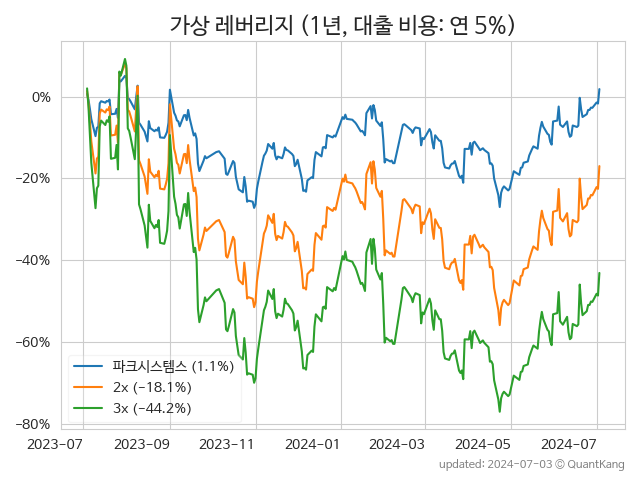 가상 레버리지 (1년, 대출 비용: 연 5%)
0%
−20%
−40%
−60%
−80%
파크시스템스 (1.1%)
2x (−18.1%)
3x (−44.2%)
2023-07
2023-09
2023-11
2024-01
2024-03
2024-05
2024-07
updated: 2024-07-03 © QuantKang